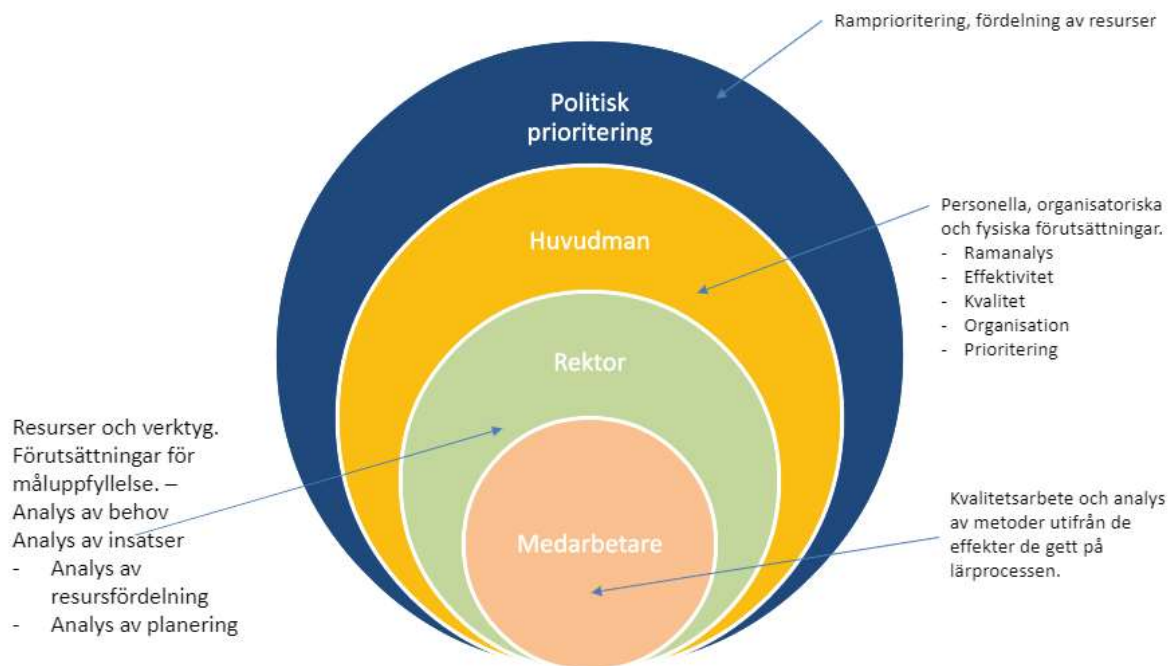 Ramprioritering, fördelning av resurser
Politisk
prioritering
Personella, organisatoriska
och fysiska förutsättningar.
- Ramanalys
- Effektivitet
- Kvalitet
- Organisation
- Prioritering
Huvudman
Rektor
Resurser och verktyg.
Förutsättningar för
måluppfyllelse. –
Analys av behov
Analys av insatser
- Analys av
resursfördelning
- Analys av planering
Medarbetare
Kvalitetsarbete och analys
av metoder utifrån de
effekter de gett på
lärprocessen.